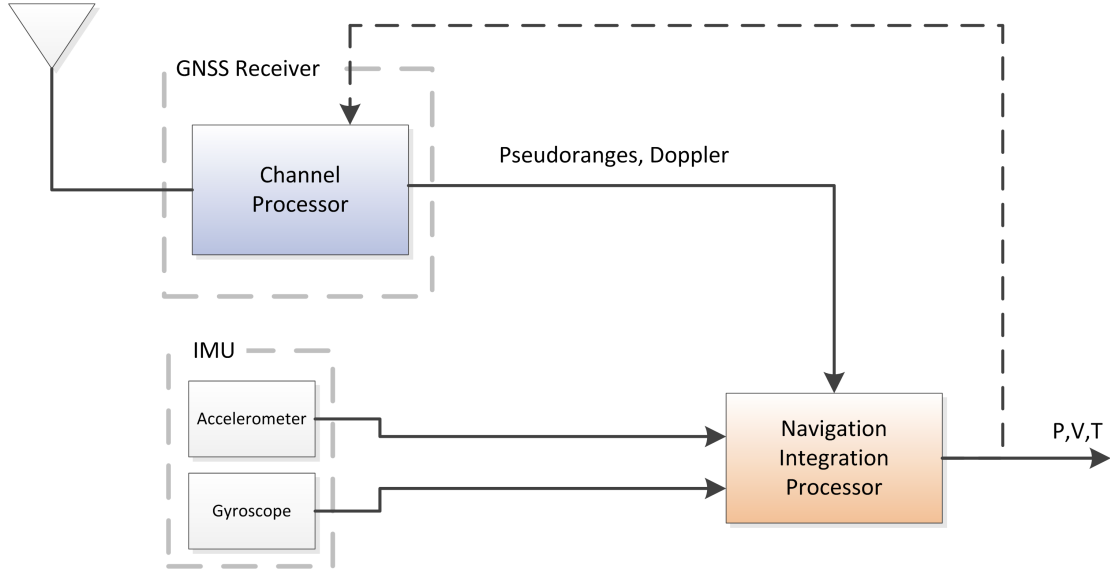 GNSS Receiver
Channel
Processor
Pseudoranges, Doppler
IMU
Accelerometer
Gyroscope
Navigation
Integration
Processor
P,V,T